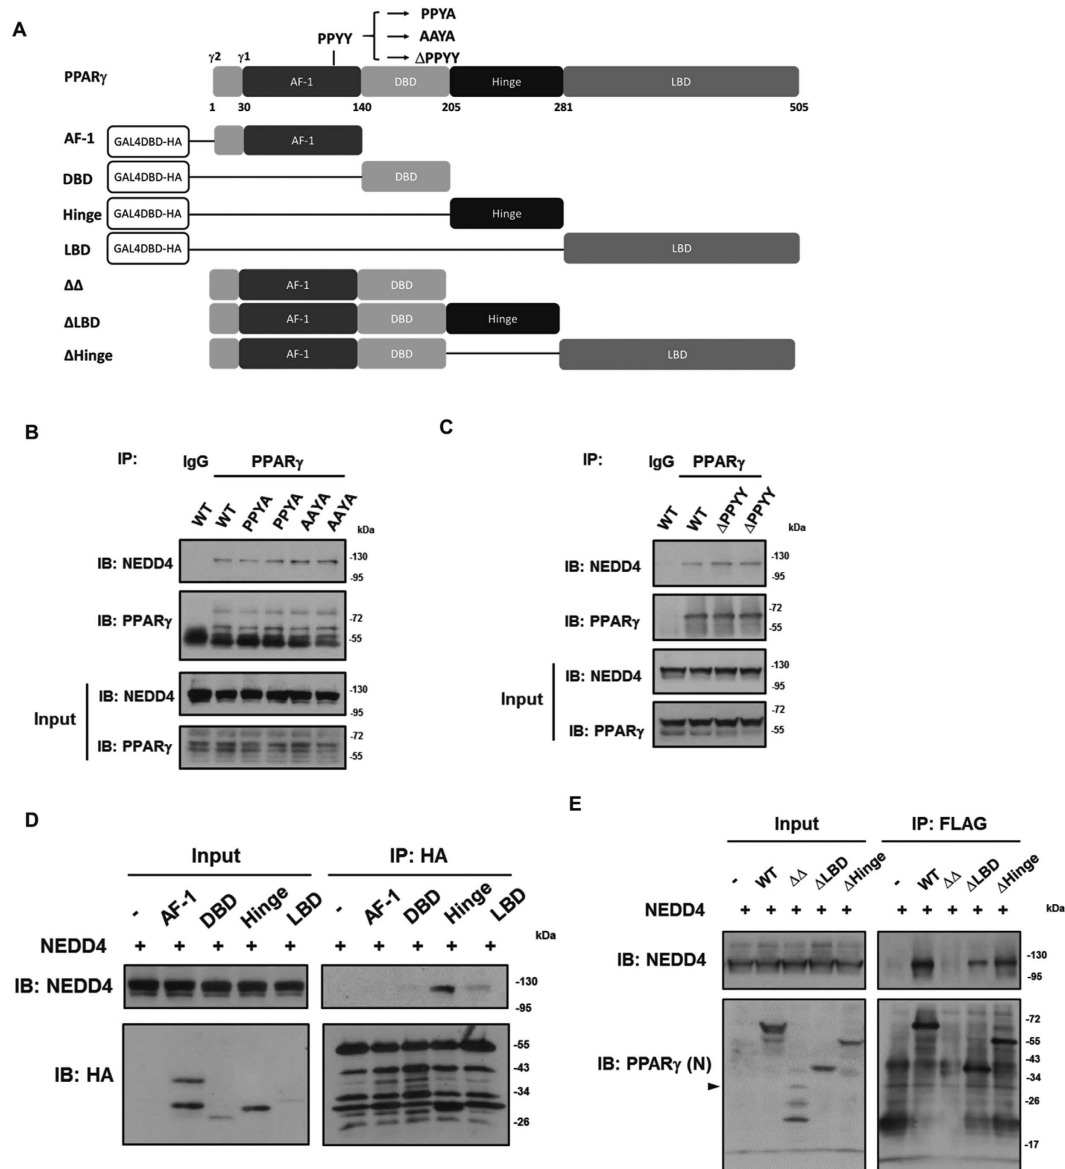 A
PPYY
PPYA
AAYA
ΔPPYY
γ2
γ1
PPARγ
AF-1
DBD
Hinge
LBD
1
30
140
205
281
505
AF-1
GAL4DBD-HA
AF-1
DBD
GAL4DBD-HA
DBD
Hinge
GAL4DBD-HA
Hinge
LBD
GAL4DBD-HA
LBD
ΔΔ
AF-1
DBD
ΔLBD
AF-1
DBD
Hinge
ΔHinge
AF-1
DBD
LBD
B
IP:
IgG
PPARγ
WT
WT
PPYA
PPYA
AAYA
AAYA
kDa
IB: NEDD4
-130
-95
IB: PPARγ
-72
-55
Input
IB: NEDD4
-130
-95
IB: PPARγ
-72
-55
C
IP:
IgG
PPARγ
WT
WT
ΔPPYY
ΔPPYY
kDa
IB: NEDD4
-130
-95
IB: PPARγ
-72
-55
Input
IB: NEDD4
-130
-95
IB: PPARγ
-72
-55
D
Input
IP: HA
-
AF-1
DBD
Hinge
LBD
-
AF-1
DBD
Hinge
LBD
kDa
NEDD4
+ + + + + + + + + +
IB: NEDD4
-130
-95
IB: HA
-55
-43
-34
-26
E
Input
IP: FLAG
-
WT
ΔΔ
ΔLBD
ΔHinge
-
WT
ΔΔ
ΔLBD
ΔHinge
NEDD4
+ + + + + + + + + +
kDa
IB: NEDD4
-130
-95
IB: PPARγ (N)
-72
-55
-43
-34
-26
-17